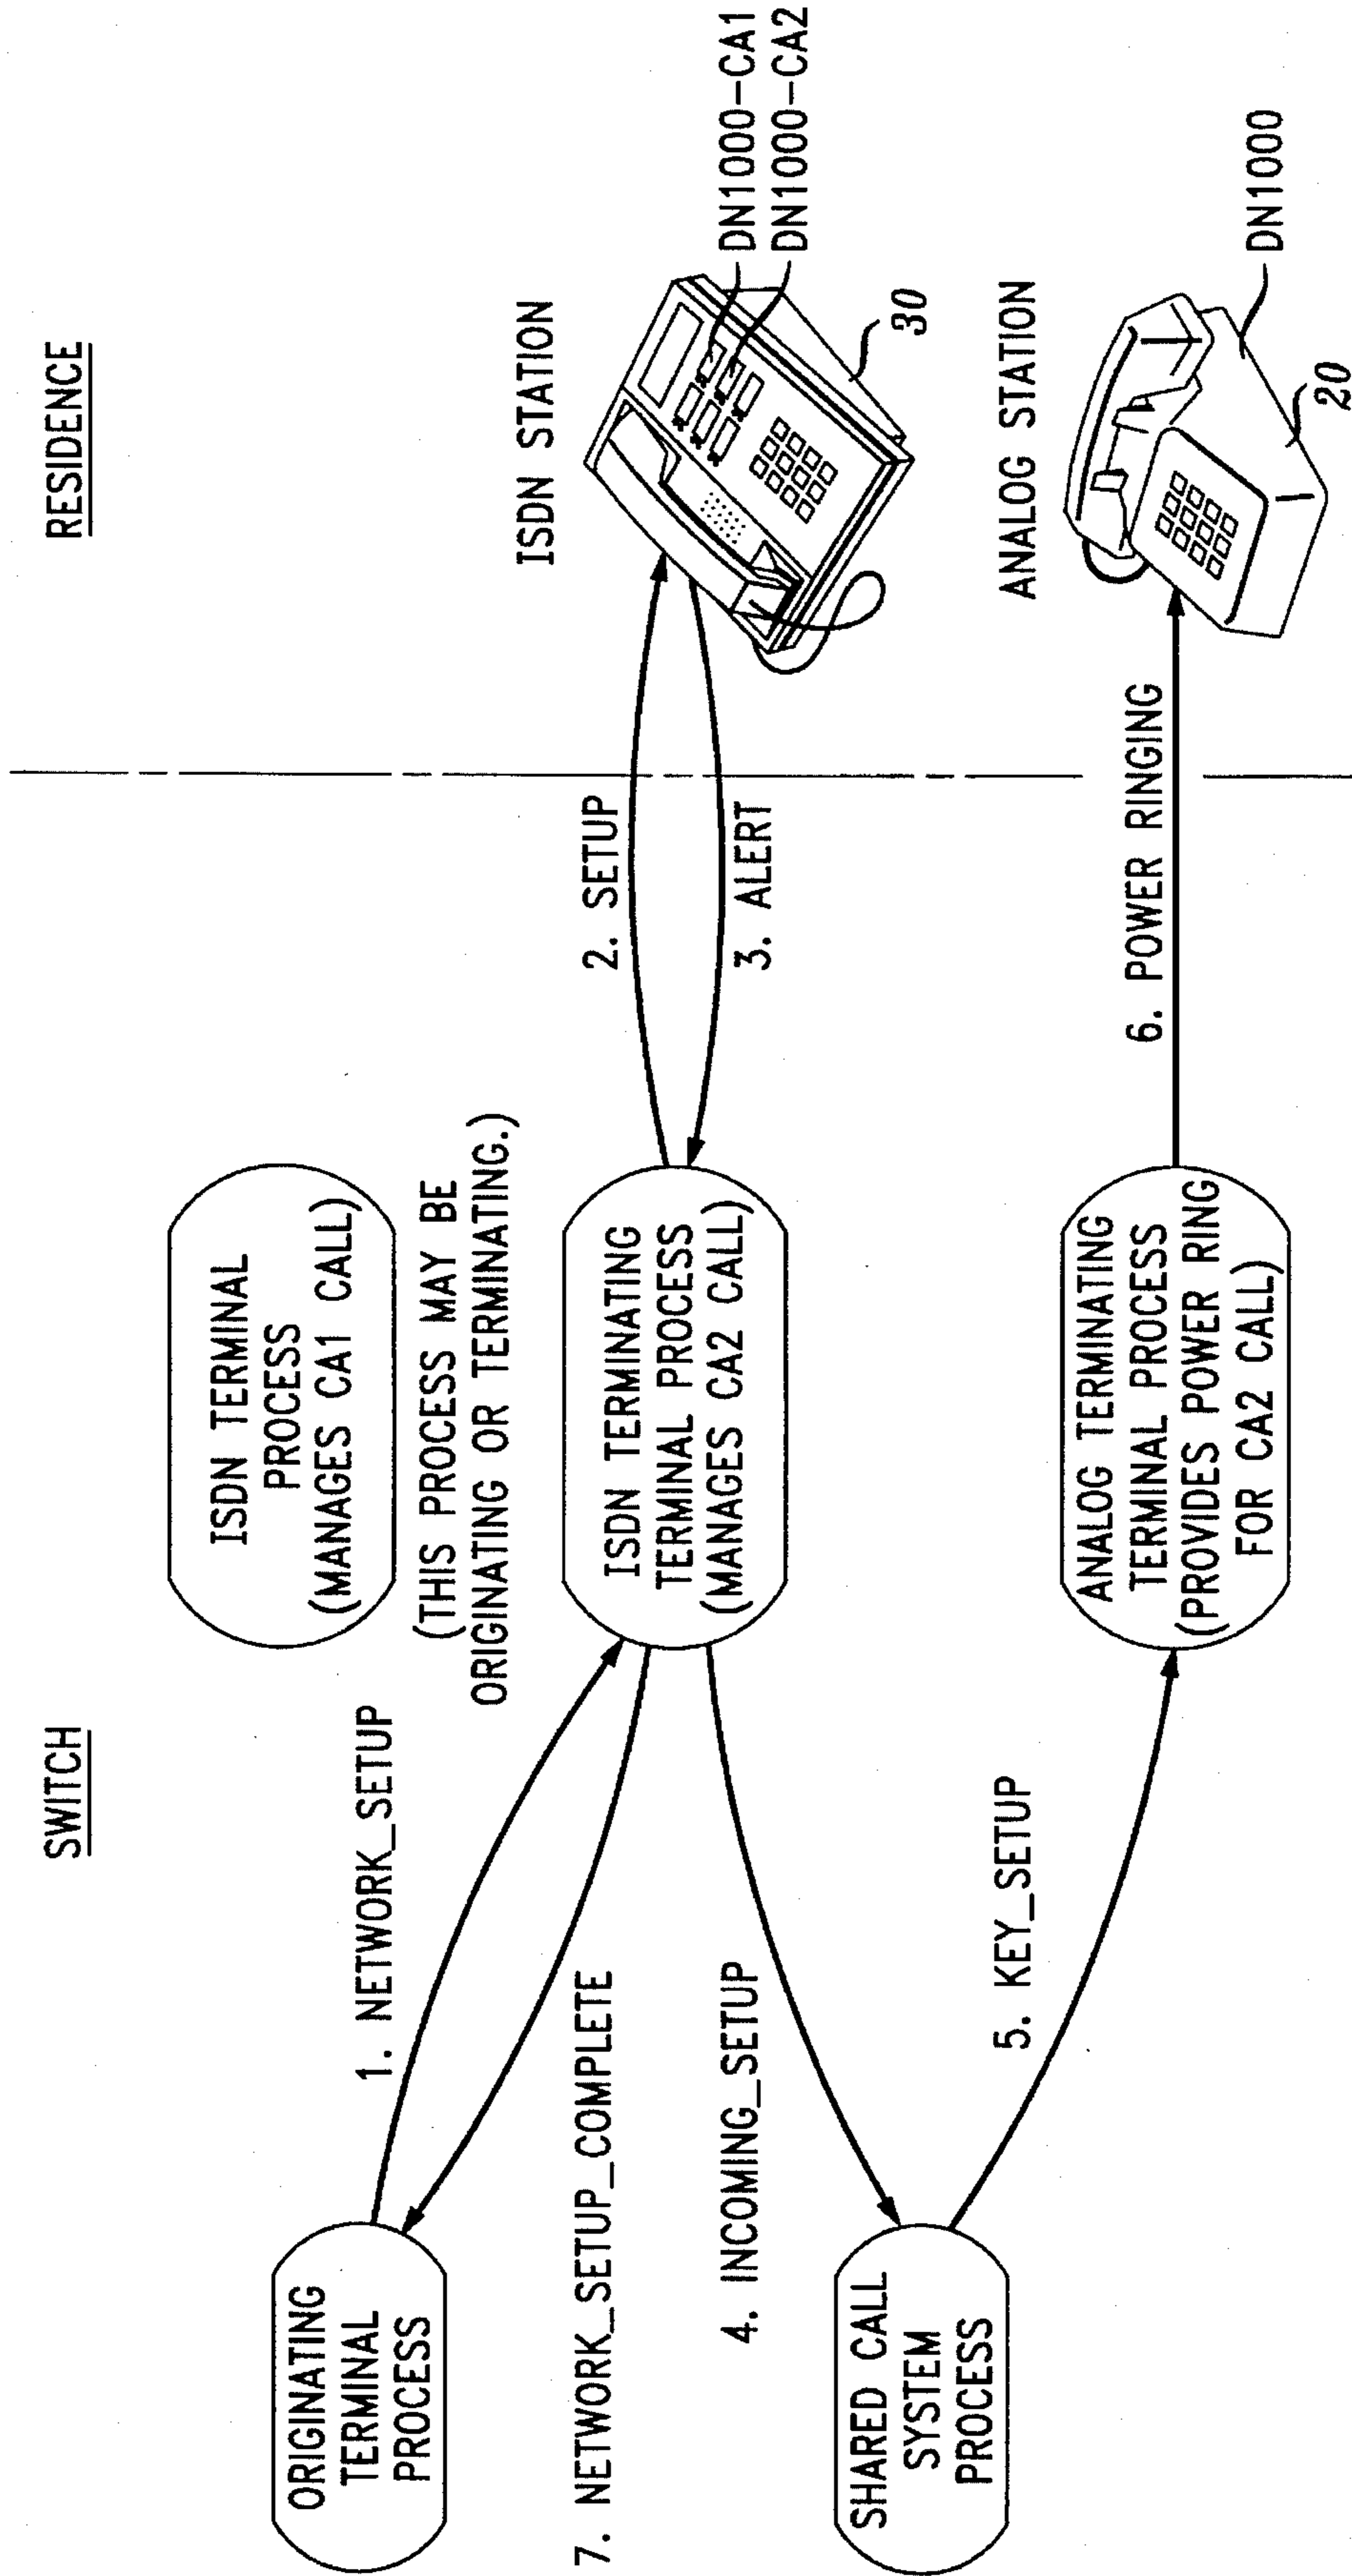 SWITCH
RESIDENCE
ORIGINATING
TERMINAL
PROCESS
1. NETWORK_SETUP
7. NETWORK_SETUP_COMPLETE
ISDN TERMINAL
PROCESS
(MANAGES CA1 CALL)
(THIS PROCESS MAY BE
ORIGINATING OR TERMINATING.)
ISDN TERMINATING
TERMINAL PROCESS
(MANAGES CA2 CALL)
2. SETUP
3. ALERT
ISDN STATION
DN1000-CA1
DN1000-CA2
30
4. INCOMING_SETUP
SHARED CALL
SYSTEM
PROCESS
5. KEY_SETUP
ANALOG TERMINATING
TERMINAL PROCESS
(PROVIDES POWER RING
FOR CA2 CALL)
6. POWER RINGING
ANALOG STATION
DN1000
20